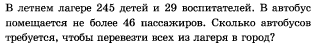 В летнем лагере 245 детей и 29 воспитателей. В автобус
помещается не более 46 пассажиров. Сколько автобусов
требуется, чтобы перевезти всех из лагеря в город?